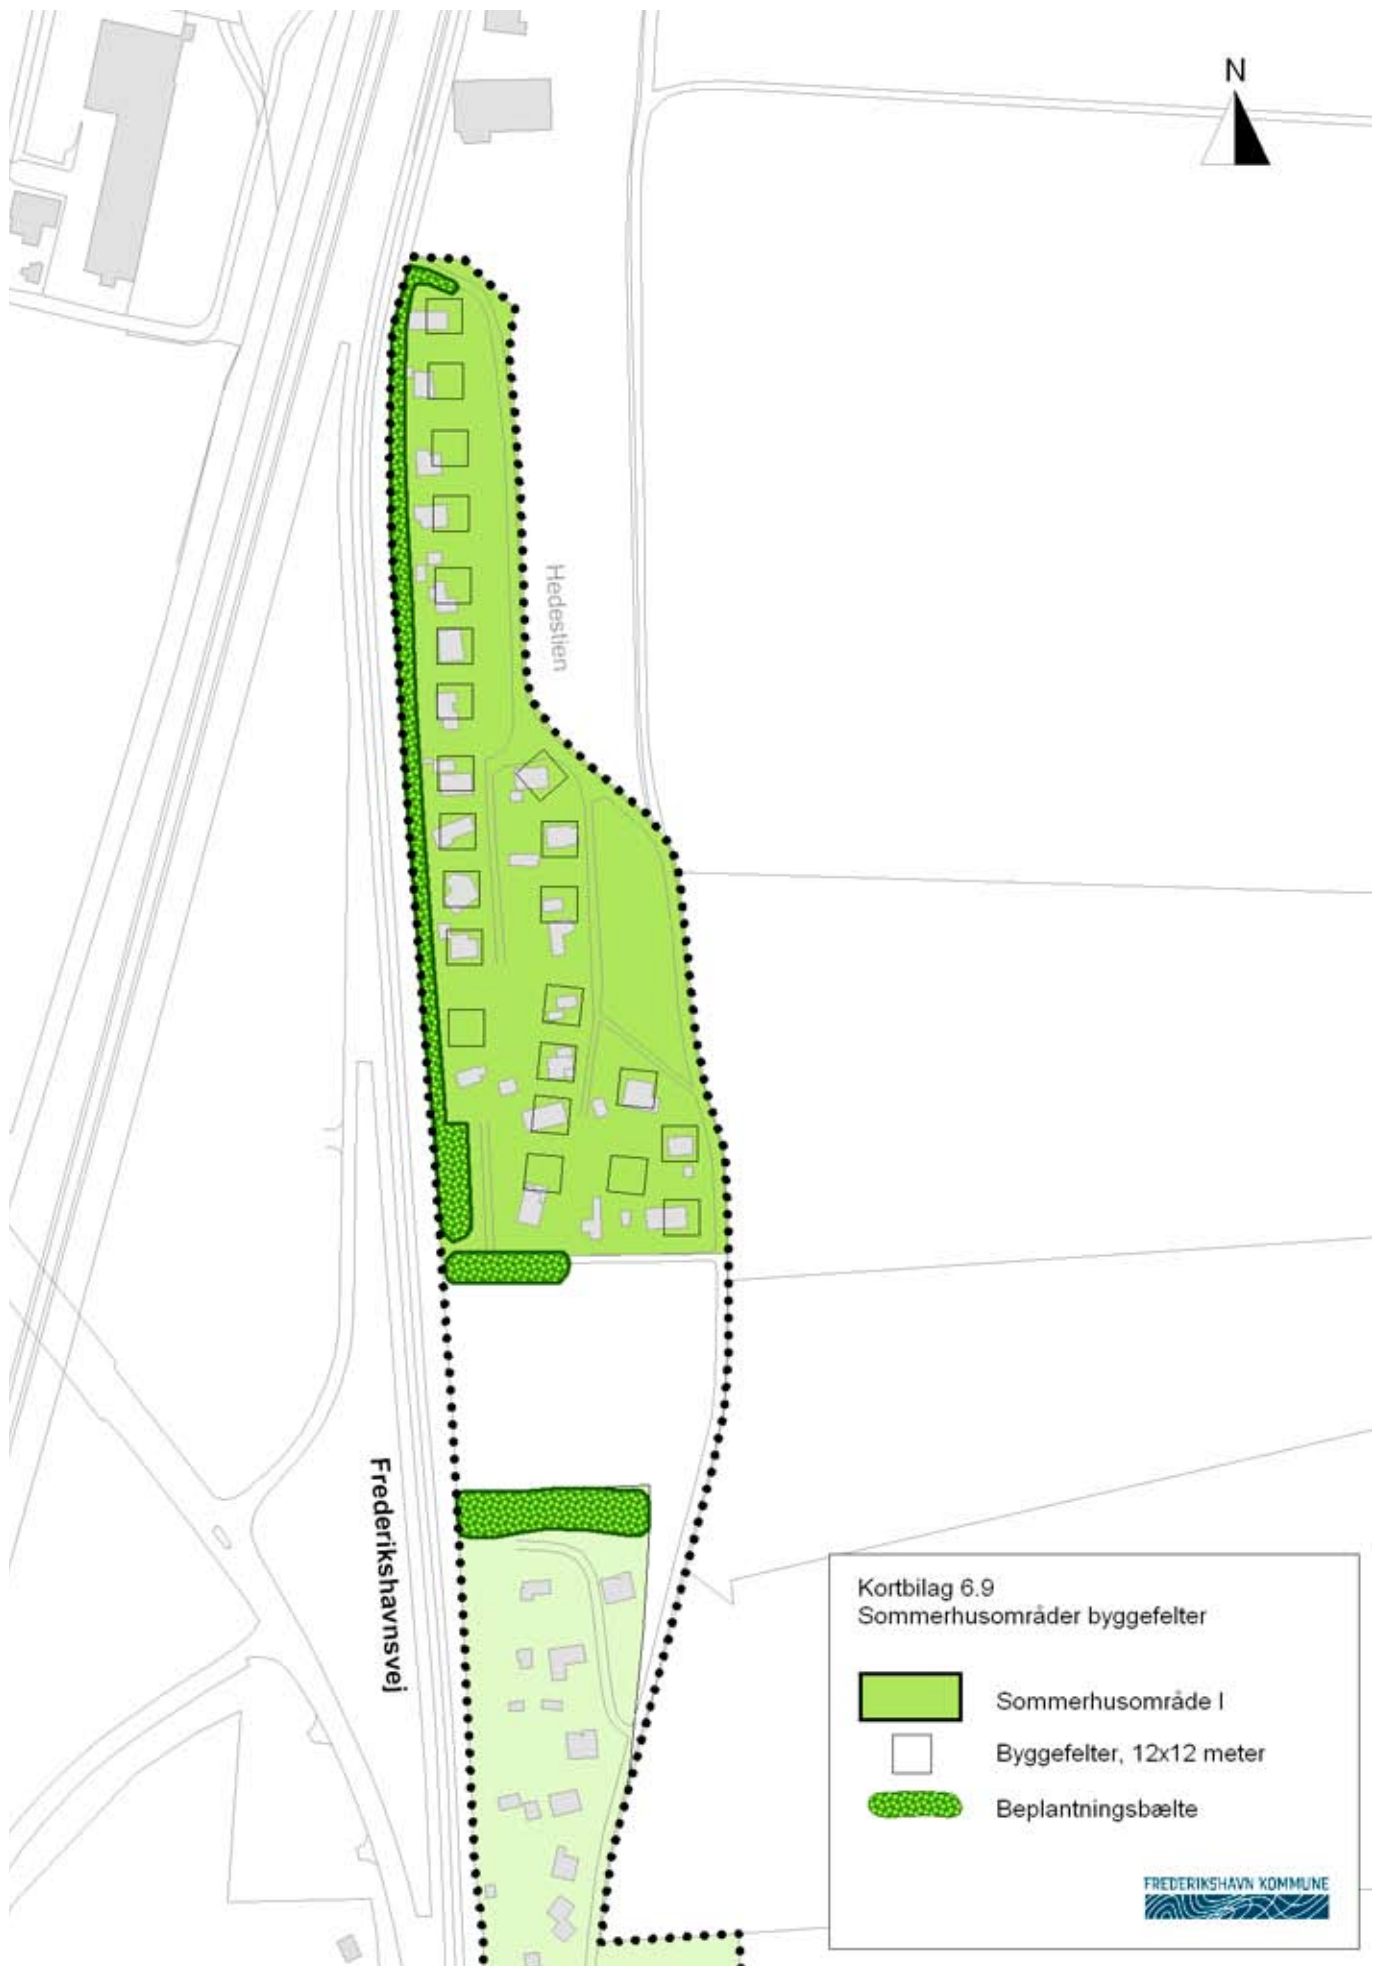 N
Hedestien
Frederikshavnsvej
Kortbilag 6.9
Sommerhusområder byggefelter
Sommerhusområde I
Byggefelter, 12x12 meter
Beplantningsbælte
FREDERIKSHAVN KOMMUNE